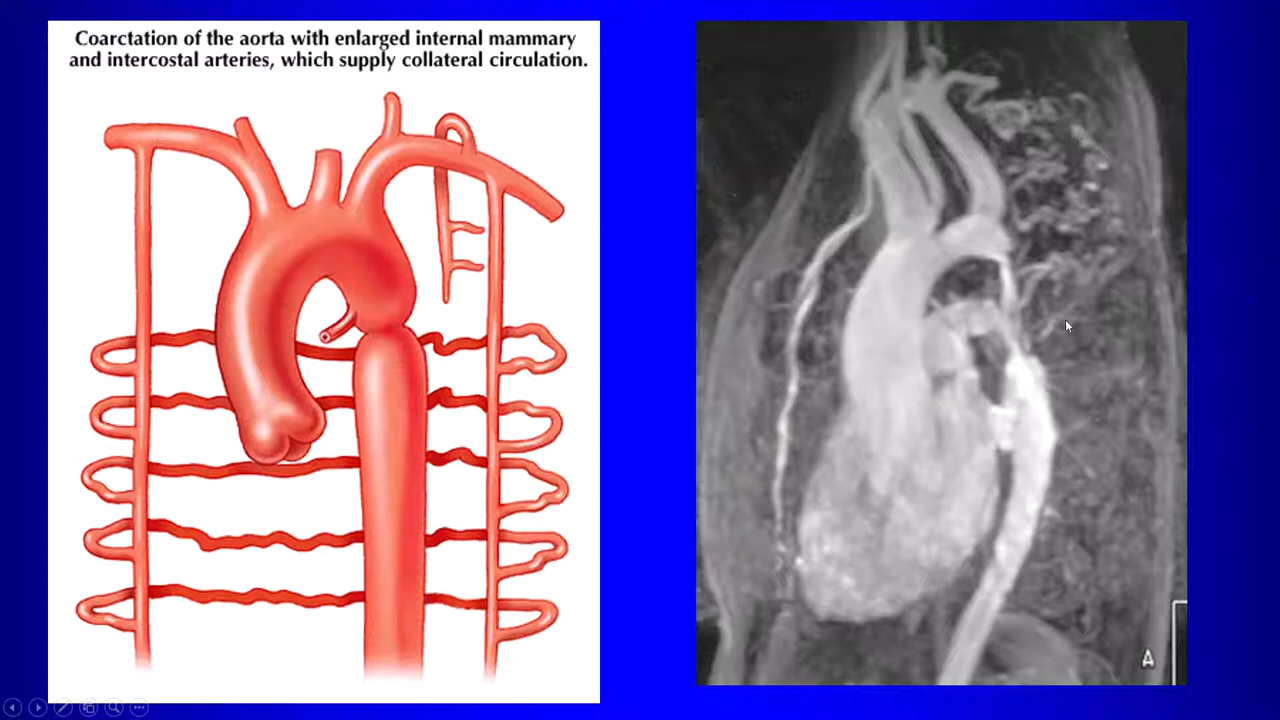 Coarctation of the aorta with enlarged internal mammary
and intercostal arteries, which supply collateral circulation.
A